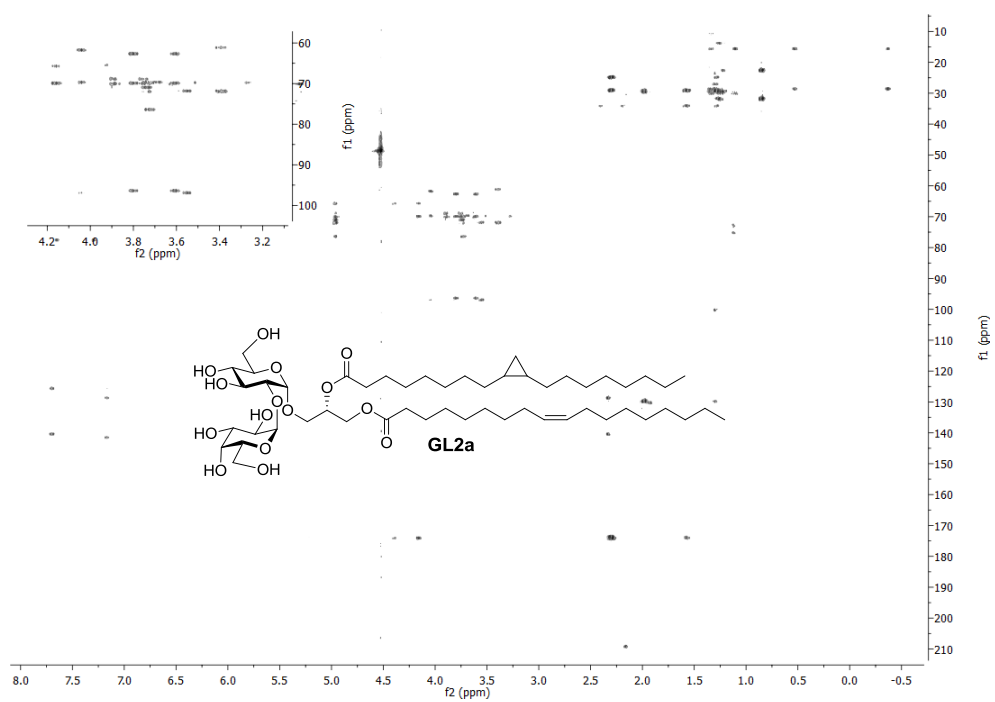 60
70
80
90
100
4.2 4.0 3.8 3.6 3.4 3.2
f2 (ppm)
f1 (ppm)
10
20
30
40
50
60
70
80
90
100
110
120
130
140
150
160
170
180
190
200
210
f1 (ppm)
OH
HO
O
HO
O
O
O
O
HO
O
O
HO
O
HO
OH
GL2a
8.0 7.5 7.0 6.5 6.0 5.5 5.0 4.5 4.0 3.5 3.0 2.5 2.0 1.5 1.0 0.5 0.0 -0.5
f2 (ppm)